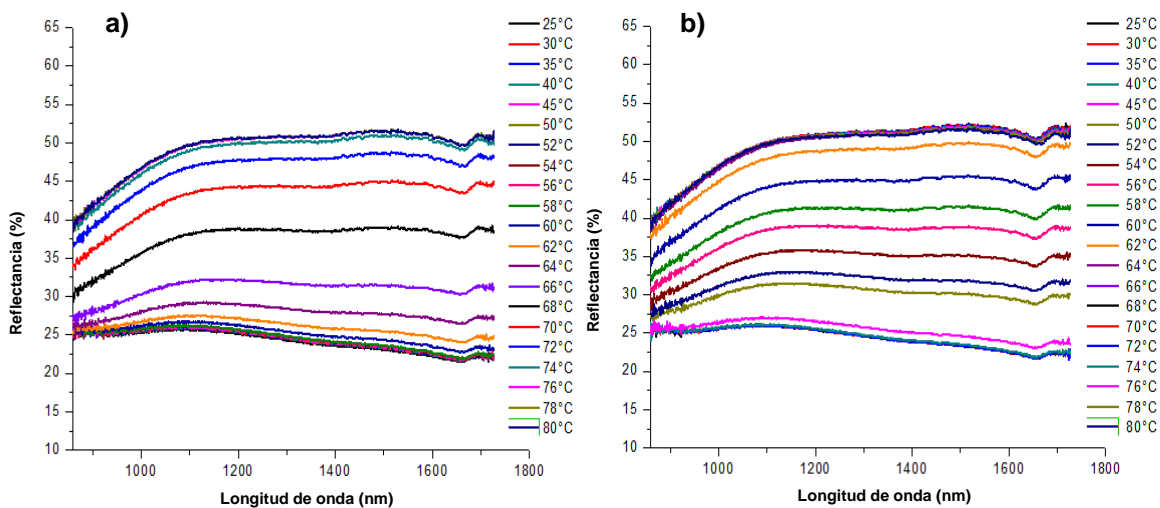 a)
65
60
55
50
45
40
35
30
25
20
15
10
Reflectancia (%)
1000
1200
1400
1600
1800
Longitud de onda (nm)
25°C
30°C
35°C
40°C
45°C
50°C
52°C
54°C
56°C
58°C
60°C
62°C
64°C
66°C
68°C
70°C
72°C
74°C
76°C
78°C
80°C
b)
65
60
55
50
45
40
35
30
25
20
15
10
Reflectancia (%)
1000
1200
1400
1600
1800
Longitud de onda (nm)
25°C
30°C
35°C
40°C
45°C
50°C
52°C
54°C
56°C
58°C
60°C
62°C
64°C
66°C
68°C
70°C
72°C
74°C
76°C
78°C
80°C